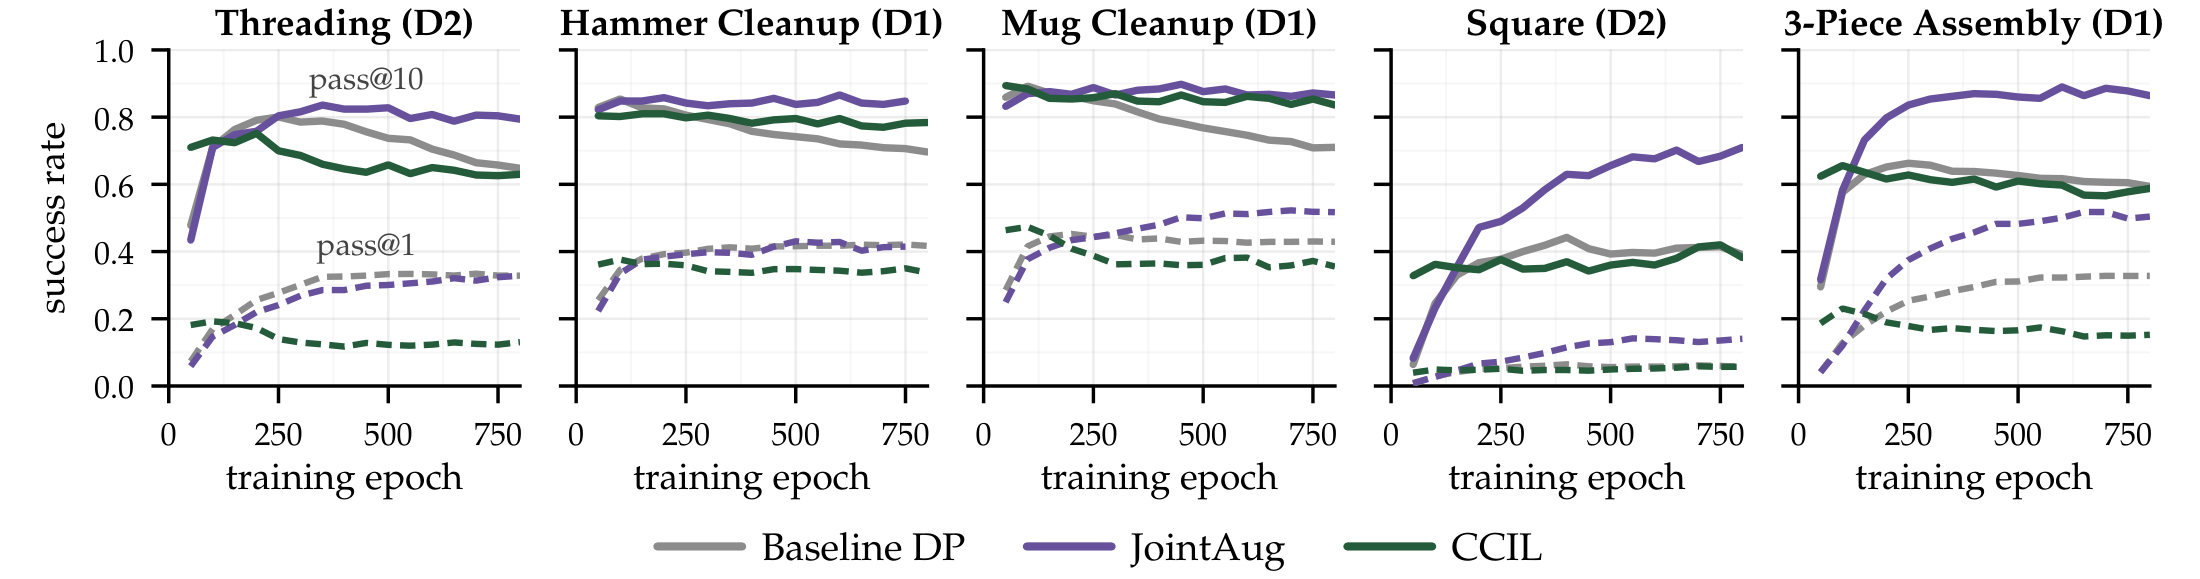 Threading (D2)
Hammer Cleanup (D1)
Mug Cleanup (D1)
Square (D2)
3-Piece Assembly (D1)
success rate
1.0
0.8
0.6
0.4
0.2
0.0
pass@10
pass@1
0 250 500 750
0 250 500 750
0 250 500 750
0 250 500 750
0 250 500 750
training epoch
training epoch
training epoch
training epoch
training epoch
Baseline DP
JointAug
CCIL